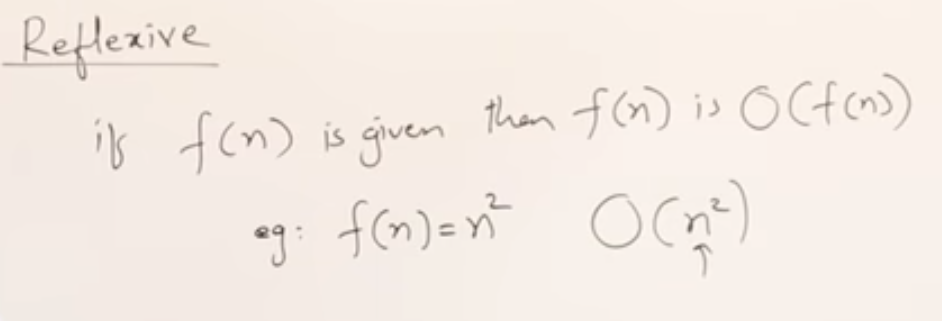 Reflexive
if f(n) is given then f(n) is O(f(n))
eg: f(n)=n² O(n²)
↑